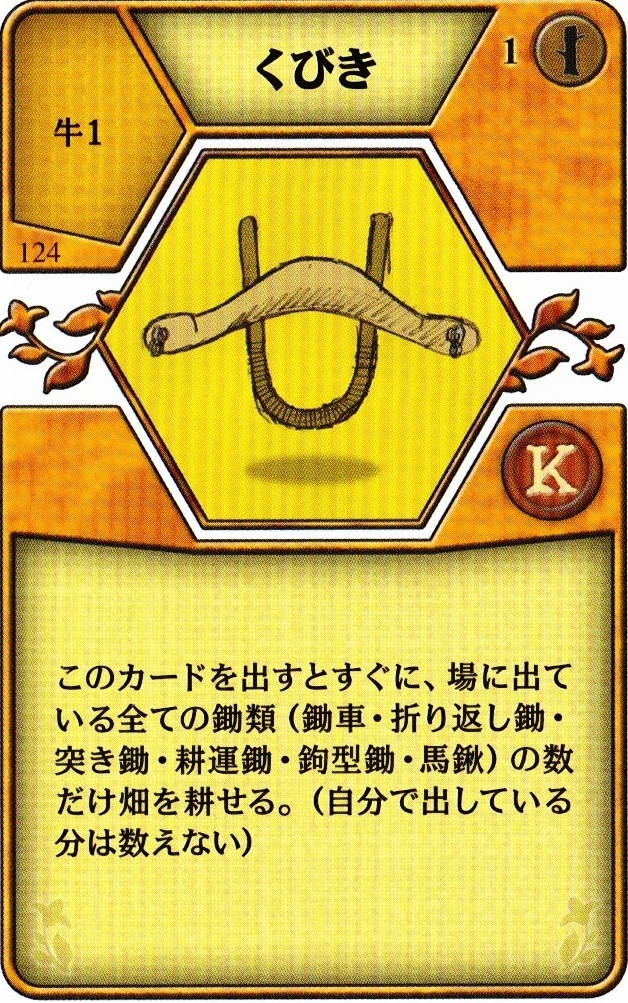 くびき
1
牛1
124
K
このカードを出すとすぐに、場に出て
いる全ての鋤類（鋤車・折り返し鋤・
突き鋤・耕運鋤・鉤型鋤・馬鍬）の数
だけ畑を耕せる。（自分で出している
分は数えない）